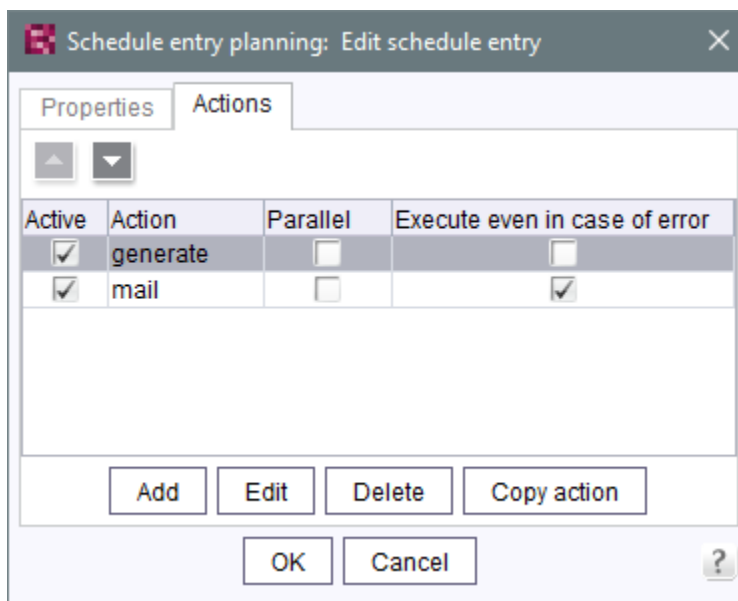 Schedule entry planning: Edit schedule entry
Properties Actions
Active Action Parallel Execute even in case of error
generate
mail
Add Edit Delete Copy action
OK Cancel ?